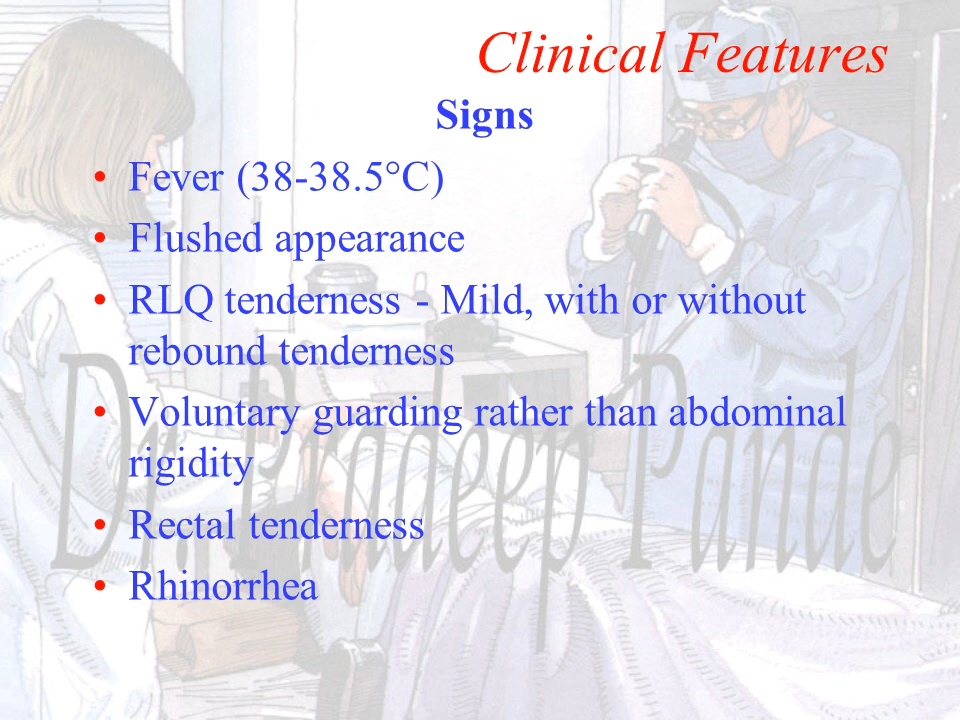 Clinical Features
Signs
• Fever (38-38.5°C)
• Flushed appearance
• RLQ tenderness - Mild, with or without
rebound tenderness
• Voluntary guarding rather than abdominal
rigidity
• Rectal tenderness
• Rhinorrhea
Dr. Pradeep Pande